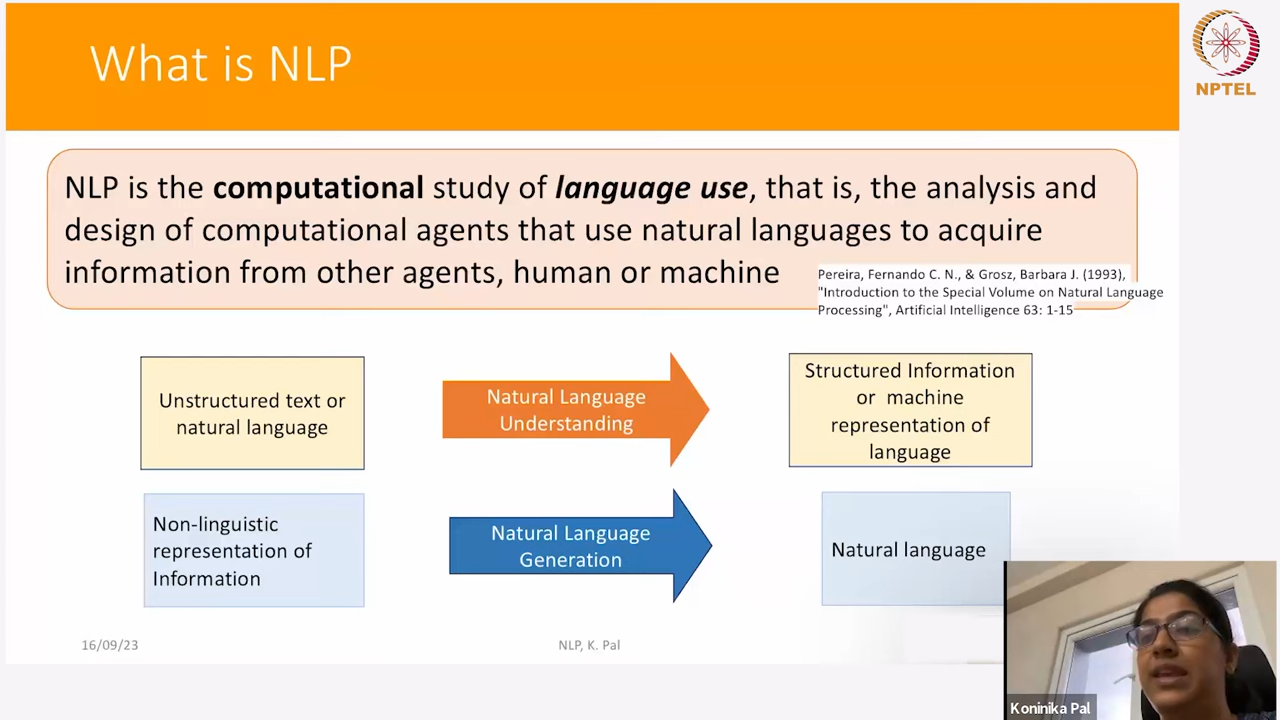 What is NLP
NPTEL
NLP is the computational study of language use, that is, the analysis and
design of computational agents that use natural languages to acquire
information from other agents, human or machine
Pereira, Fernando C. N., & Grosz, Barbara J. (1993),
"Introduction to the Special Volume on Natural Language
Processing", Artificial Intelligence 63: 1-15
Unstructured text or
natural language
Natural Language
Understanding
Structured Information
or machine
representation of
language
Non-linguistic
representation of
Information
Natural Language
Generation
Natural language
16/09/23
NLP, K. Pal
Koninika Pal